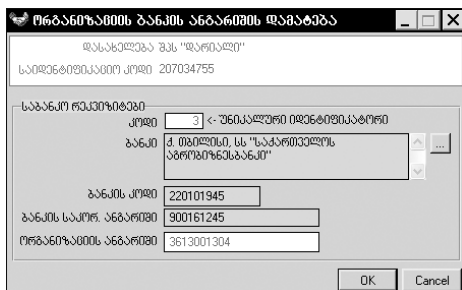 ორგანიზაციის ბანკის ანგარიშის დამატება
დასახელება შპს "დარიალი"
საიდენტიფიკაციო კოდი 207034755
საბანკო რეკვიზიტები
კოდი 3 <- უნიკალური იდენტიფიკატორი
ბანკი ქ. თბილისი, სს "საქართველოს
აგრობიზნესბანკი"
...
ბანკის კოდი 220101945
ბანკის საკორ. ანგარიში 900161245
ორგანიზაციის ანგარიში 3613001304
OK Cancel